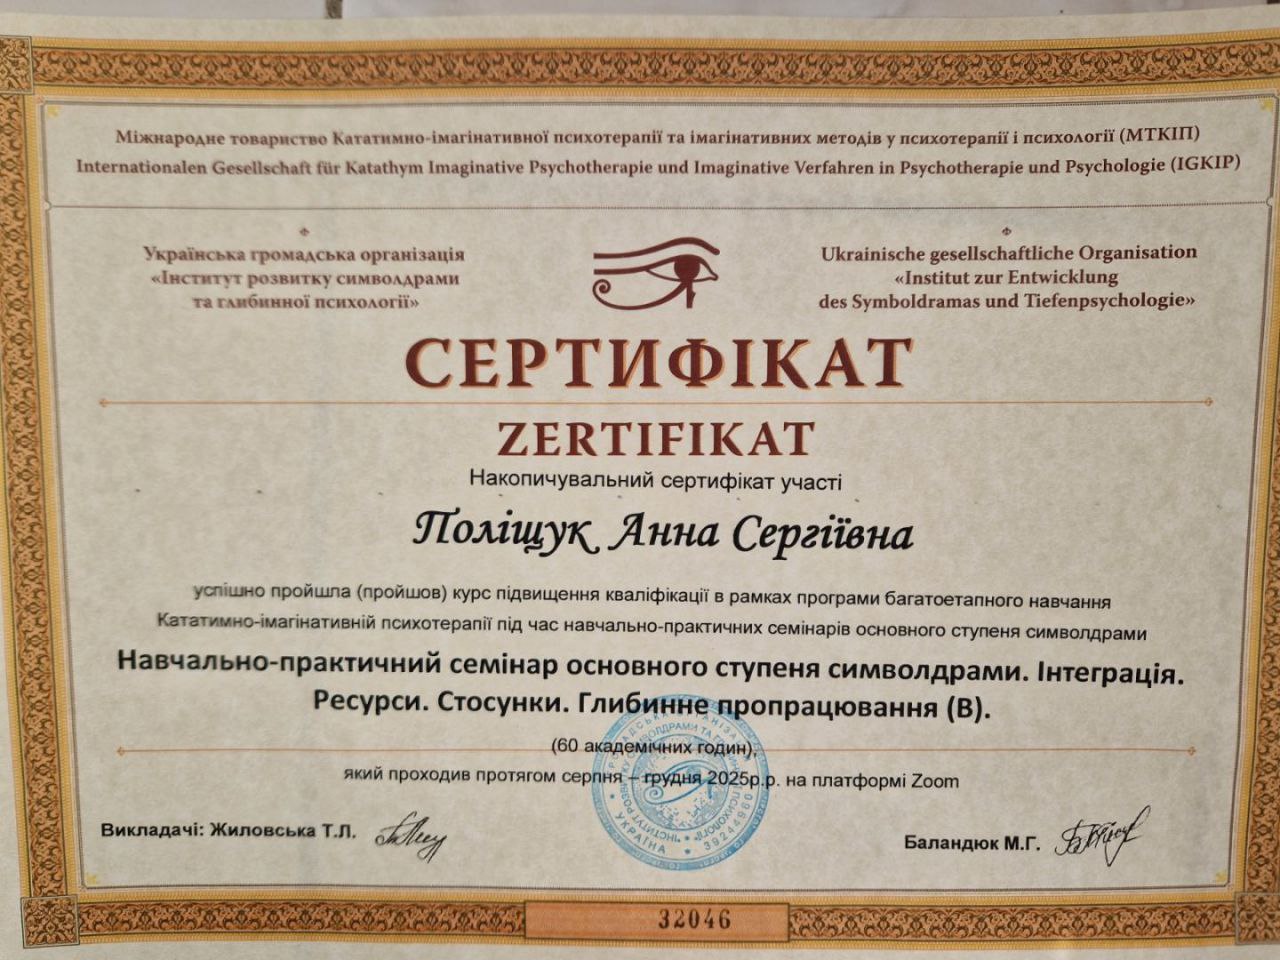 Міжнародне товариство Кататимно-імагінативної психотерапії та імагінативних методів у психотерапії і психології (МТКІП)
Internationalen Gesellschaft für Katathym Imaginative Psychotherapie und Imaginative Verfahren in Psychotherapie und Psychologie (IGKIP)
Українська громадська організація
«Інститут розвитку символдрами
та глибинної психології»
Ukrainische gesellschaftliche Organisation
«Institut zur Entwicklung
des Symboldramas und Tiefenpsychologie»
СЕРТИФІКАТ
ZERTIFIKAT
Накопичувальний сертифікат участі
Поліщук Анна Сергіївна
успішно пройшла (пройшов) курс підвищення кваліфікації в рамках програми багатоетапного навчання
Кататимно-імагінативній психотерапії під час навчально-практичних семінарів основного ступеня символдрами
Навчально-практичний семінар основного ступеня символдрами. Інтеграція.
Ресурси. Стосунки. Глибинне пропрацювання (В).
(60 академічних годин),
який проходив протягом серпня – грудня 2025р.р. на платформі Zoom
Викладачі: Жиловська Т.Л.
Баландюк М.Г.
УКРАЇНА
32046